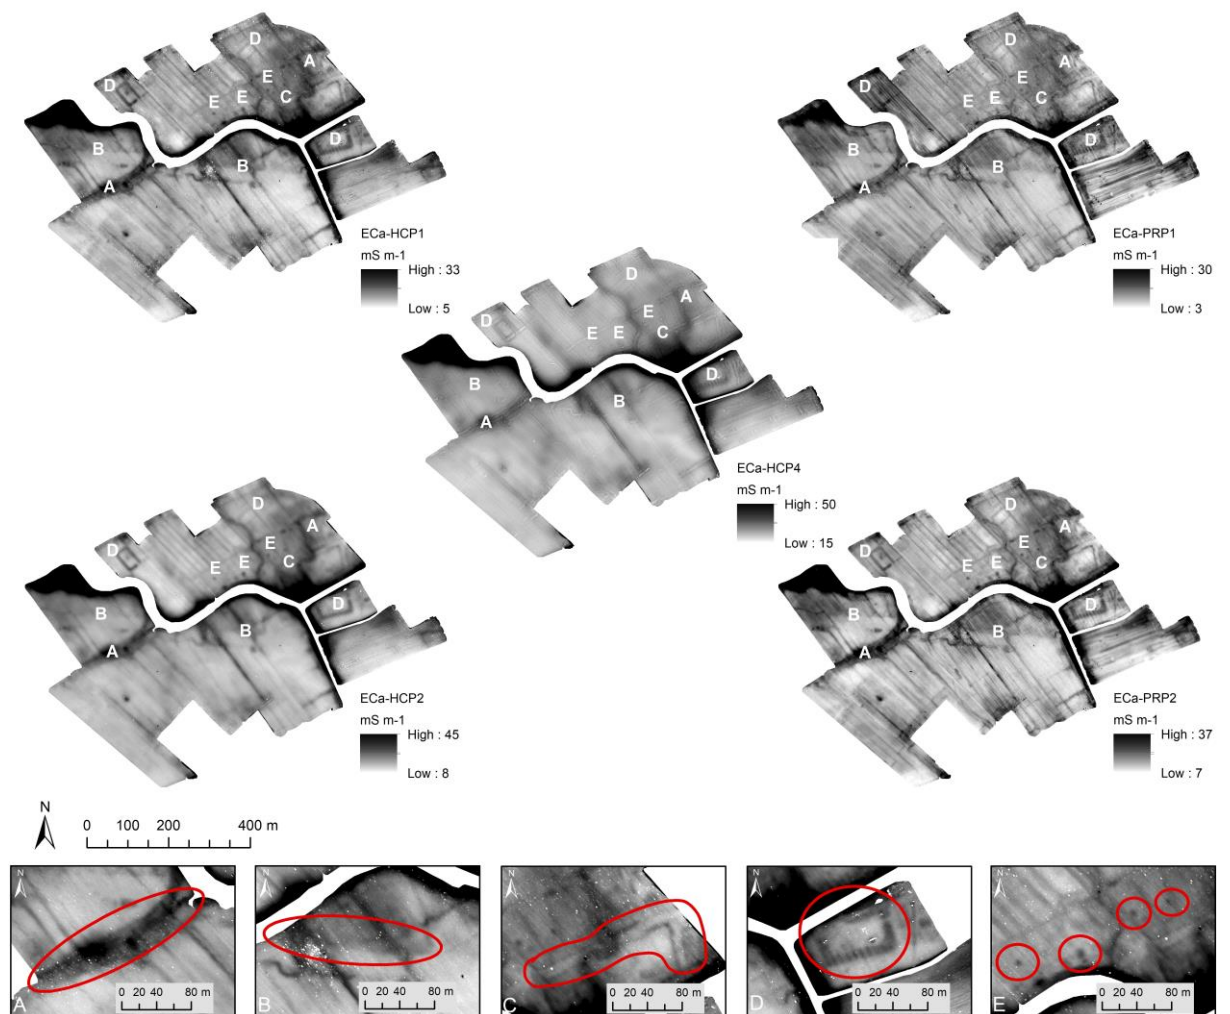 D
A
D
E
E
E
C
D
B
B
A
ECa-HCP1
mS m-1
High : 33
Low : 5
D
A
D
E
E
E
C
D
B
B
A
ECa-PRP1
mS m-1
High : 30
Low : 3
D
A
D
E
E
E
C
D
B
B
A
ECa-HCP4
mS m-1
High : 50
Low : 15
D
A
D
E
E
E
C
D
B
B
A
ECa-HCP2
mS m-1
High : 45
Low : 8
D
A
D
E
E
E
C
D
B
B
A
ECa-PRP2
mS m-1
High : 37
Low : 7
N
0 100 200 400 m
N
0 20 40 80 m
A
N
0 20 40 80 m
B
N
0 20 40 80 m
C
N
0 20 40 80 m
D
N
0 20 40 80 m
E